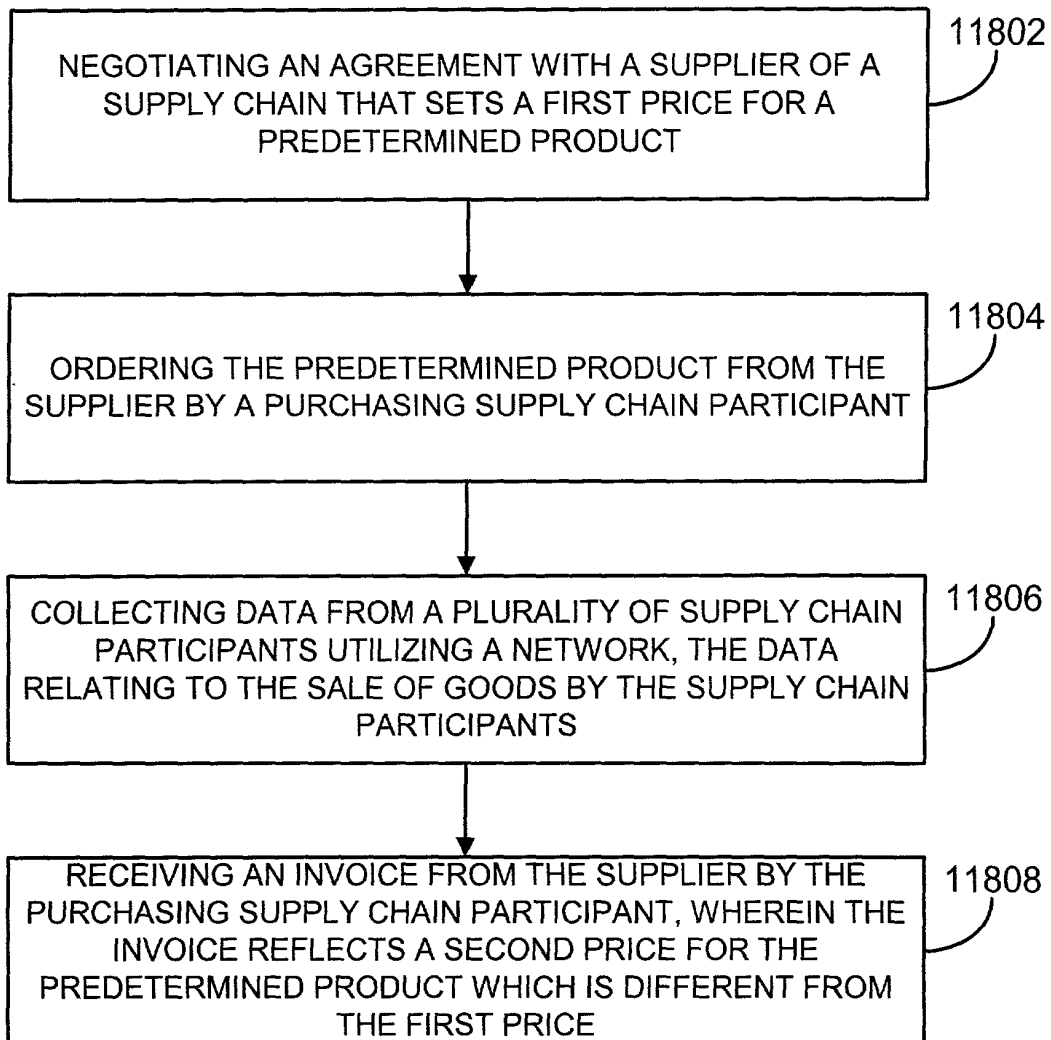 11802
NEGOTIATING AN AGREEMENT WITH A SUPPLIER OF A
SUPPLY CHAIN THAT SETS A FIRST PRICE FOR A
PREDETERMINED PRODUCT
11804
ORDERING THE PREDETERMINED PRODUCT FROM THE
SUPPLIER BY A PURCHASING SUPPLY CHAIN PARTICIPANT
11806
COLLECTING DATA FROM A PLURALITY OF SUPPLY CHAIN
PARTICIPANTS UTILIZING A NETWORK, THE DATA
RELATING TO THE SALE OF GOODS BY THE SUPPLY CHAIN
PARTICIPANTS
11808
RECEIVING AN INVOICE FROM THE SUPPLIER BY THE
PURCHASING SUPPLY CHAIN PARTICIPANT, WHEREIN THE
INVOICE REFLECTS A SECOND PRICE FOR THE
PREDETERMINED PRODUCT WHICH IS DIFFERENT FROM
THE FIRST PRICE